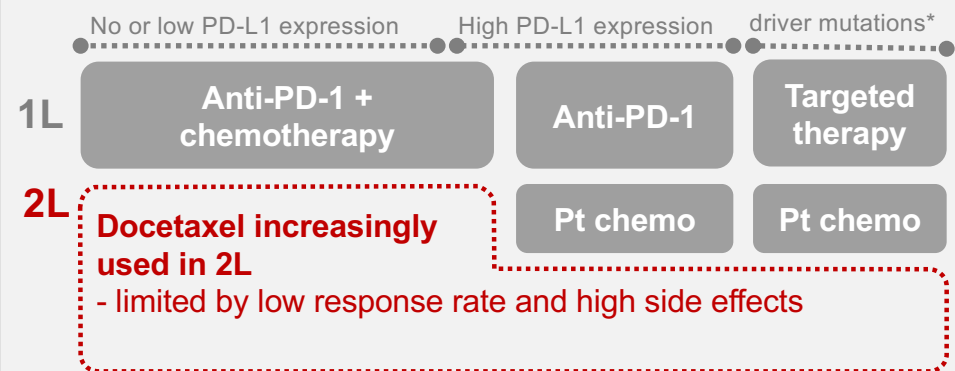 No or low PD-L1 expression
High PD-L1 expression
driver mutations*
1L
Anti-PD-1 +
chemotherapy
Anti-PD-1
Targeted
therapy
2L
Docetaxel increasingly
used in 2L
- limited by low response rate and high side effects
Pt chemo
Pt chemo